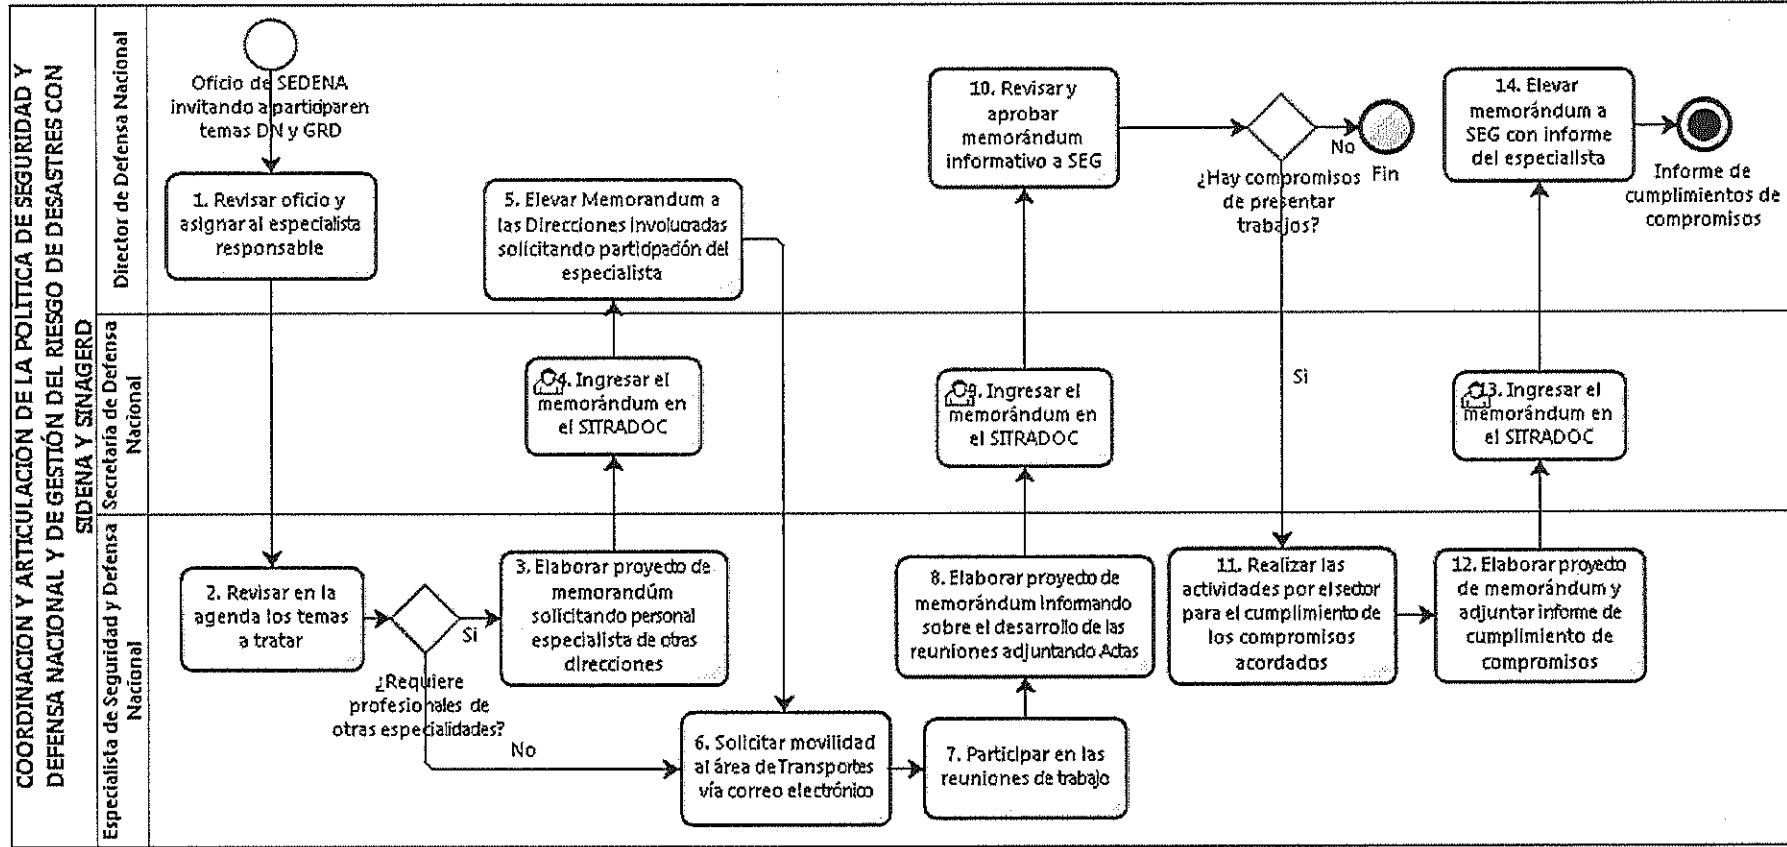 COORDINACION Y ARTICULACION DE LA POLÍTICA DE SEGURIDAD Y
DEFENSA NACIONAL Y DE GESTIÓN DEL RIESGO DE DESASTRES CON
SIDENA Y SINAGERD
Director de Defensa Nacional
Oficio de SEDENA
invitando a participar en
temas DN y GRD
1. Revisar oficio y
asignar al especialista
responsable
5. Elevar Memorandum a
las Direcciones Involucradas
solicitando participación del
especialista
10. Revisar y
aprobar
memorándum
informativo a SEG
¿Hay compromisos
de presentar
trabajos?
No
Fin
14. Elevar
memorándum a
SEG con informe
del especialista
Informe de
cumplimientos de
compromisos
Secretaria de Defensa
Nacional
4. Ingresar el
memorándum en
el SITRADOC
9. Ingresar el
memorándum en
el SITRADOC
Sì
13. Ingresar el
memorándum en
el SITRADOC
Especialista de Seguridad y Defensa
Nacional
2. Revisar en la
agenda los temas
a tratar
¿Requiere
profesionales de
otras especialidades?
Sì
No
3. Elaborar proyecto de
memorandúm
solicitando personal
especialista de otras
direcciones
6. Solicitar movilidad
al área de Transportes
vía correo electrónico
7. Participar en las
reuniones de trabajo
8. Elaborar proyecto de
memorándum Informando
sobre el desarrollo de las
reuniones adjuntando Actas
11. Realizar las
actividades por el sector
para el cumplimiento de
los compromisos
acordados
12. Elaborar proyecto
de memorándum y
adjuntar informe de
cumplimiento de
compromisos